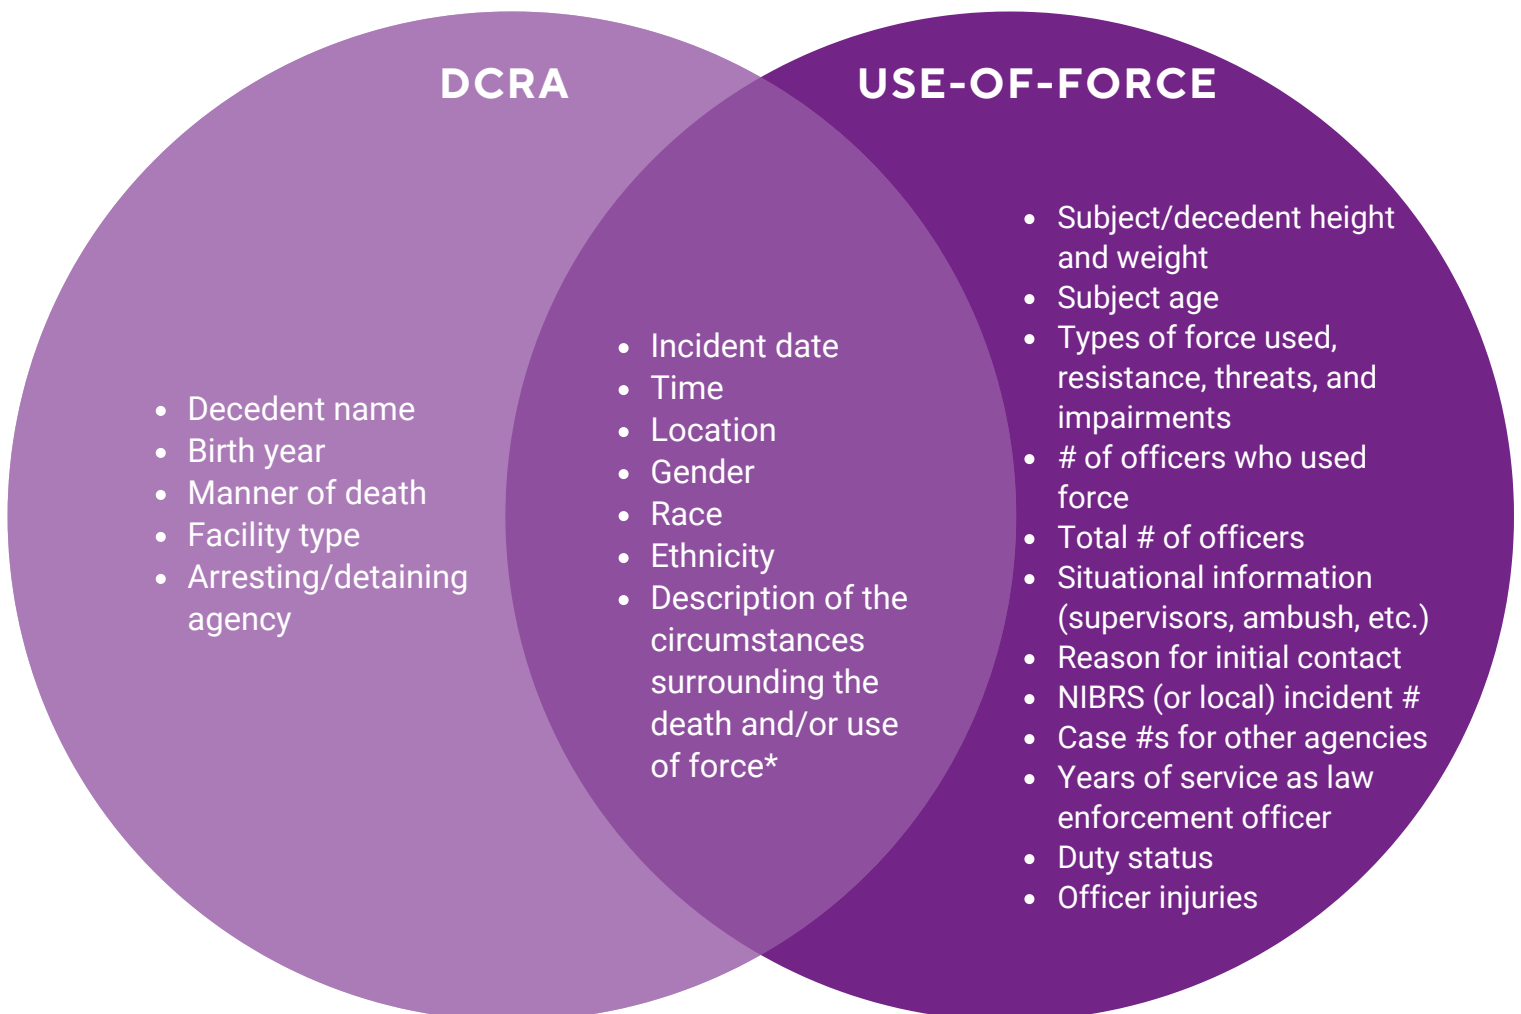 DCRA
USE-OF-FORCE
• Decedent name
• Birth year
• Manner of death
• Facility type
• Arresting/detaining
agency
• Incident date
• Time
• Location
• Gender
• Race
• Ethnicity
• Description of the
circumstances
surrounding the
death and/or use
of force*
• Subject/decedent height
and weight
• Subject age
• Types of force used,
resistance, threats, and
impairments
• # of officers who used
force
• Total # of officers
• Situational information
(supervisors, ambush, etc.)
• Reason for initial contact
• NIBRS (or local) incident #
• Case #s for other agencies
• Years of service as law
enforcement officer
• Duty status
• Officer injuries